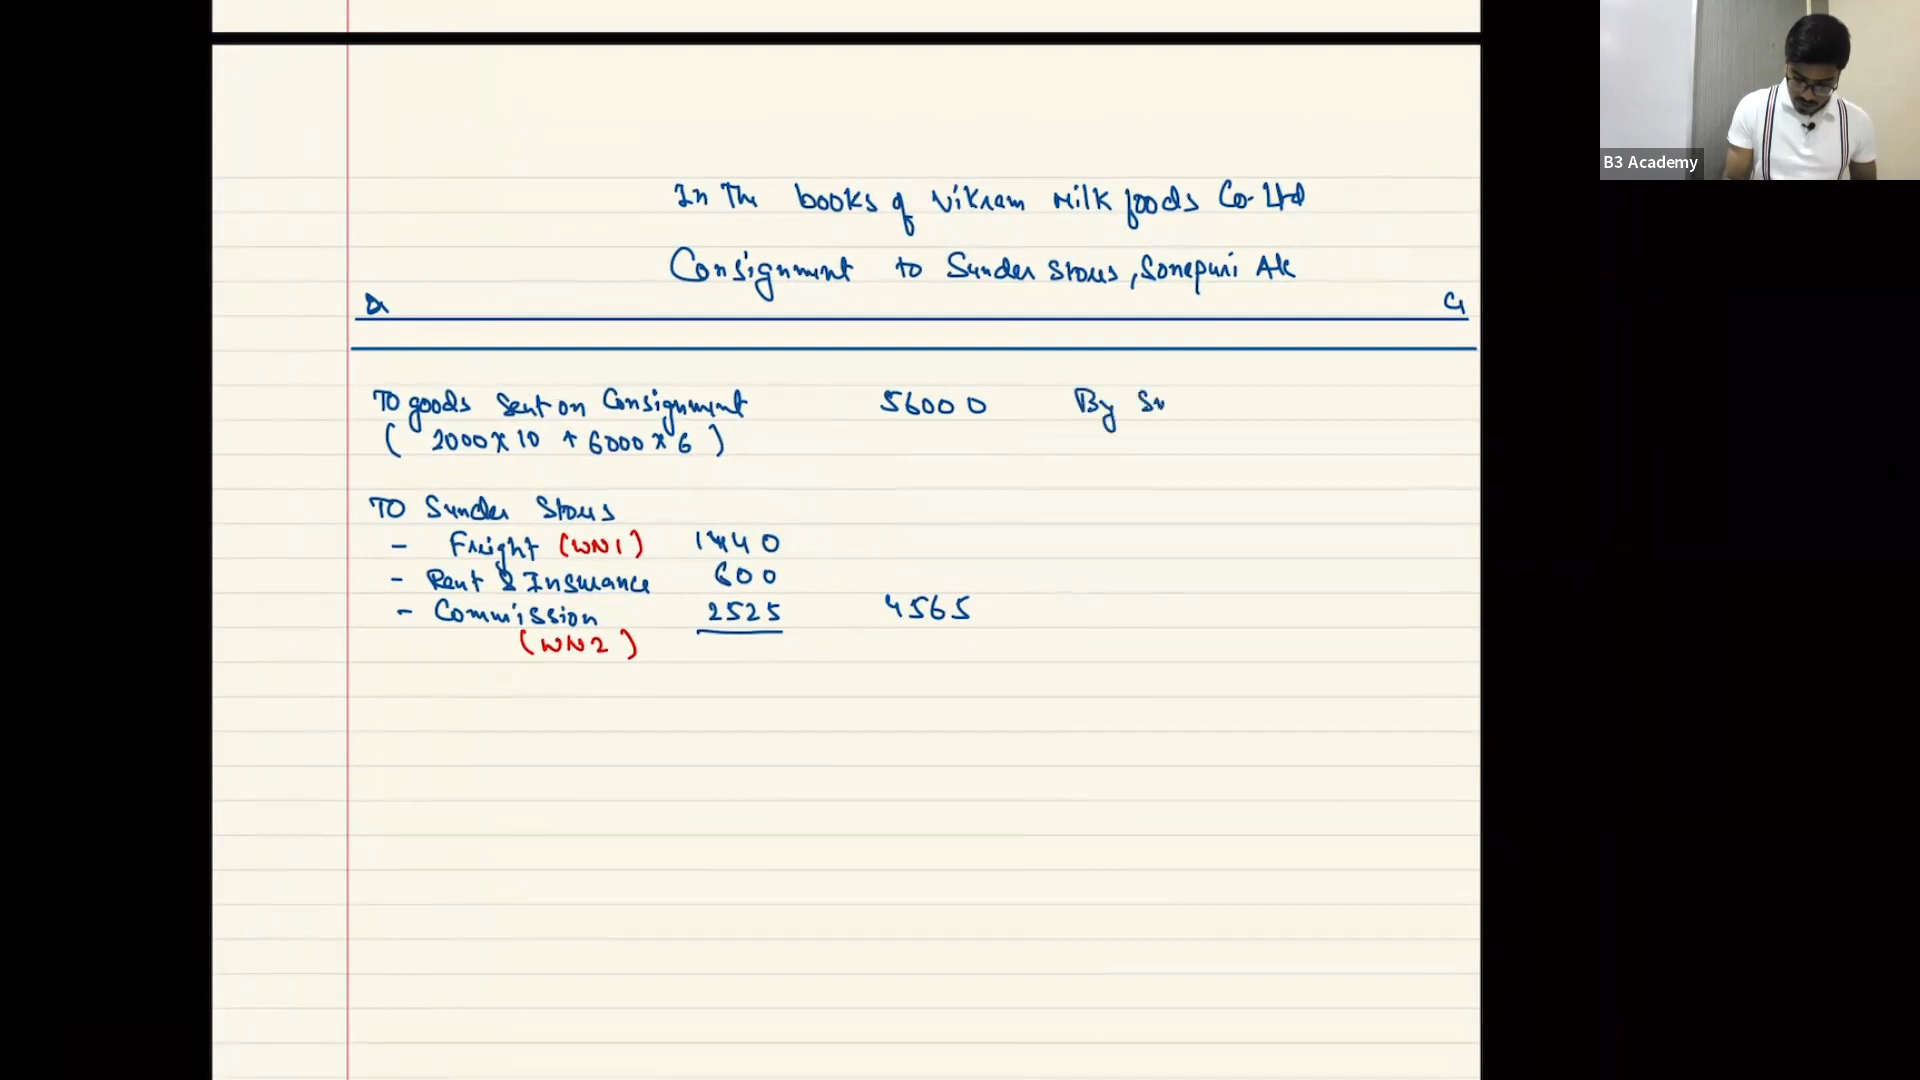 In The books of Vikram Milk foods Co. Ltd
Consignment to Sunder Stores, Sonepuri A/c
Dr Cr
To goods Sent on Consignment 56000 By Su
( 2000 x 10 + 6000 x 6 )
TO Sunder Stores
- Freight (WN1) 1440
- Rent & Insurance 600
- Commission 2525 4565
(WN2)
B3 Academy